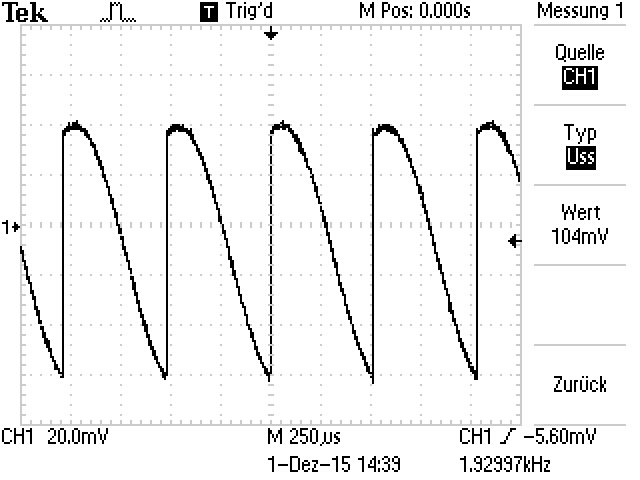 Tek T Trig'd M Pos: 0.000s Messung 1
Quelle
CH1
Typ
Uss
1
Wert
104mV
Zurück
CH1 20.0mV M 250µs CH1 -5.60mV
1-Dez-15 14:39 1.92997kHz